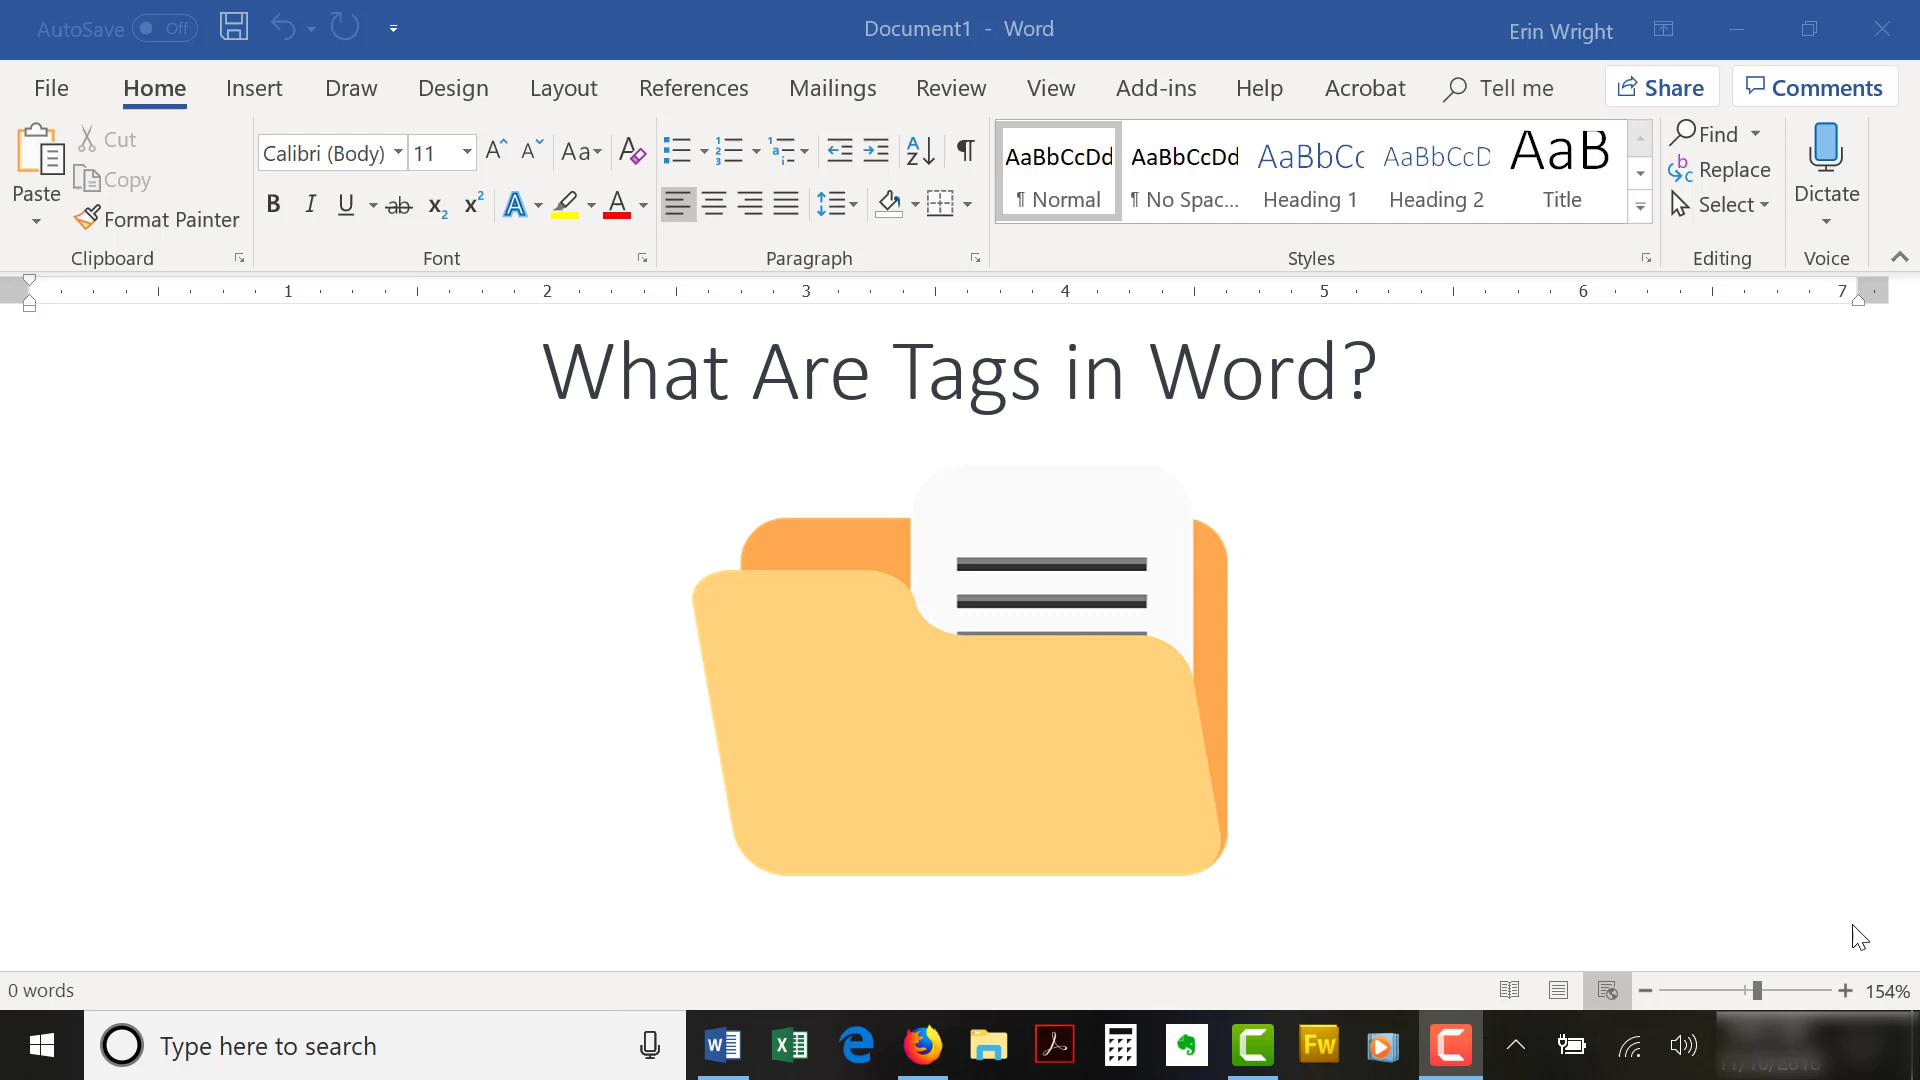 AutoSave Off Document1 - Word Erin Wright
File Home Insert Draw Design Layout References Mailings Review View Add-ins Help Acrobat Tell me Share Comments
Paste
Cut
Copy
Format Painter
Clipboard
Calibri (Body) 11
Font
Paragraph
AaBbCcDd AaBbCcDd AaBbCc AaBbCcD AaB
¶ Normal ¶ No Spac... Heading 1 Heading 2 Title
Styles
Find
Replace
Select
Editing
Dictate
Voice
1 2 3 4 5 6 7
What Are Tags in Word?
0 words 154%
Type here to search